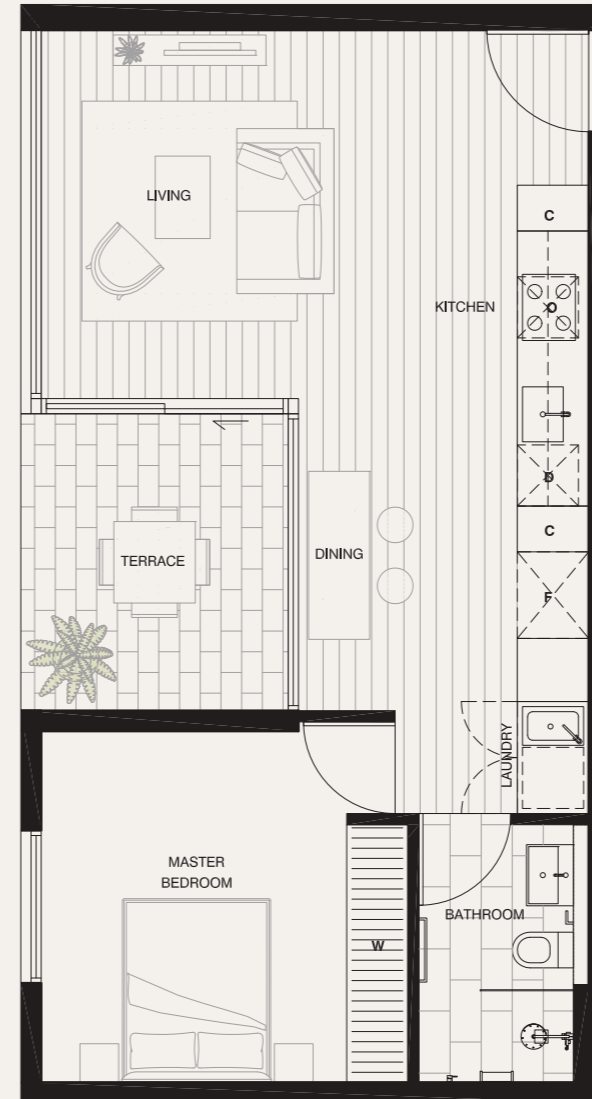 LIVING
C
O
KITCHEN
D
C
F
TERRACE
DINING
LAUNDRY
MASTER
BEDROOM
W
BATHROOM